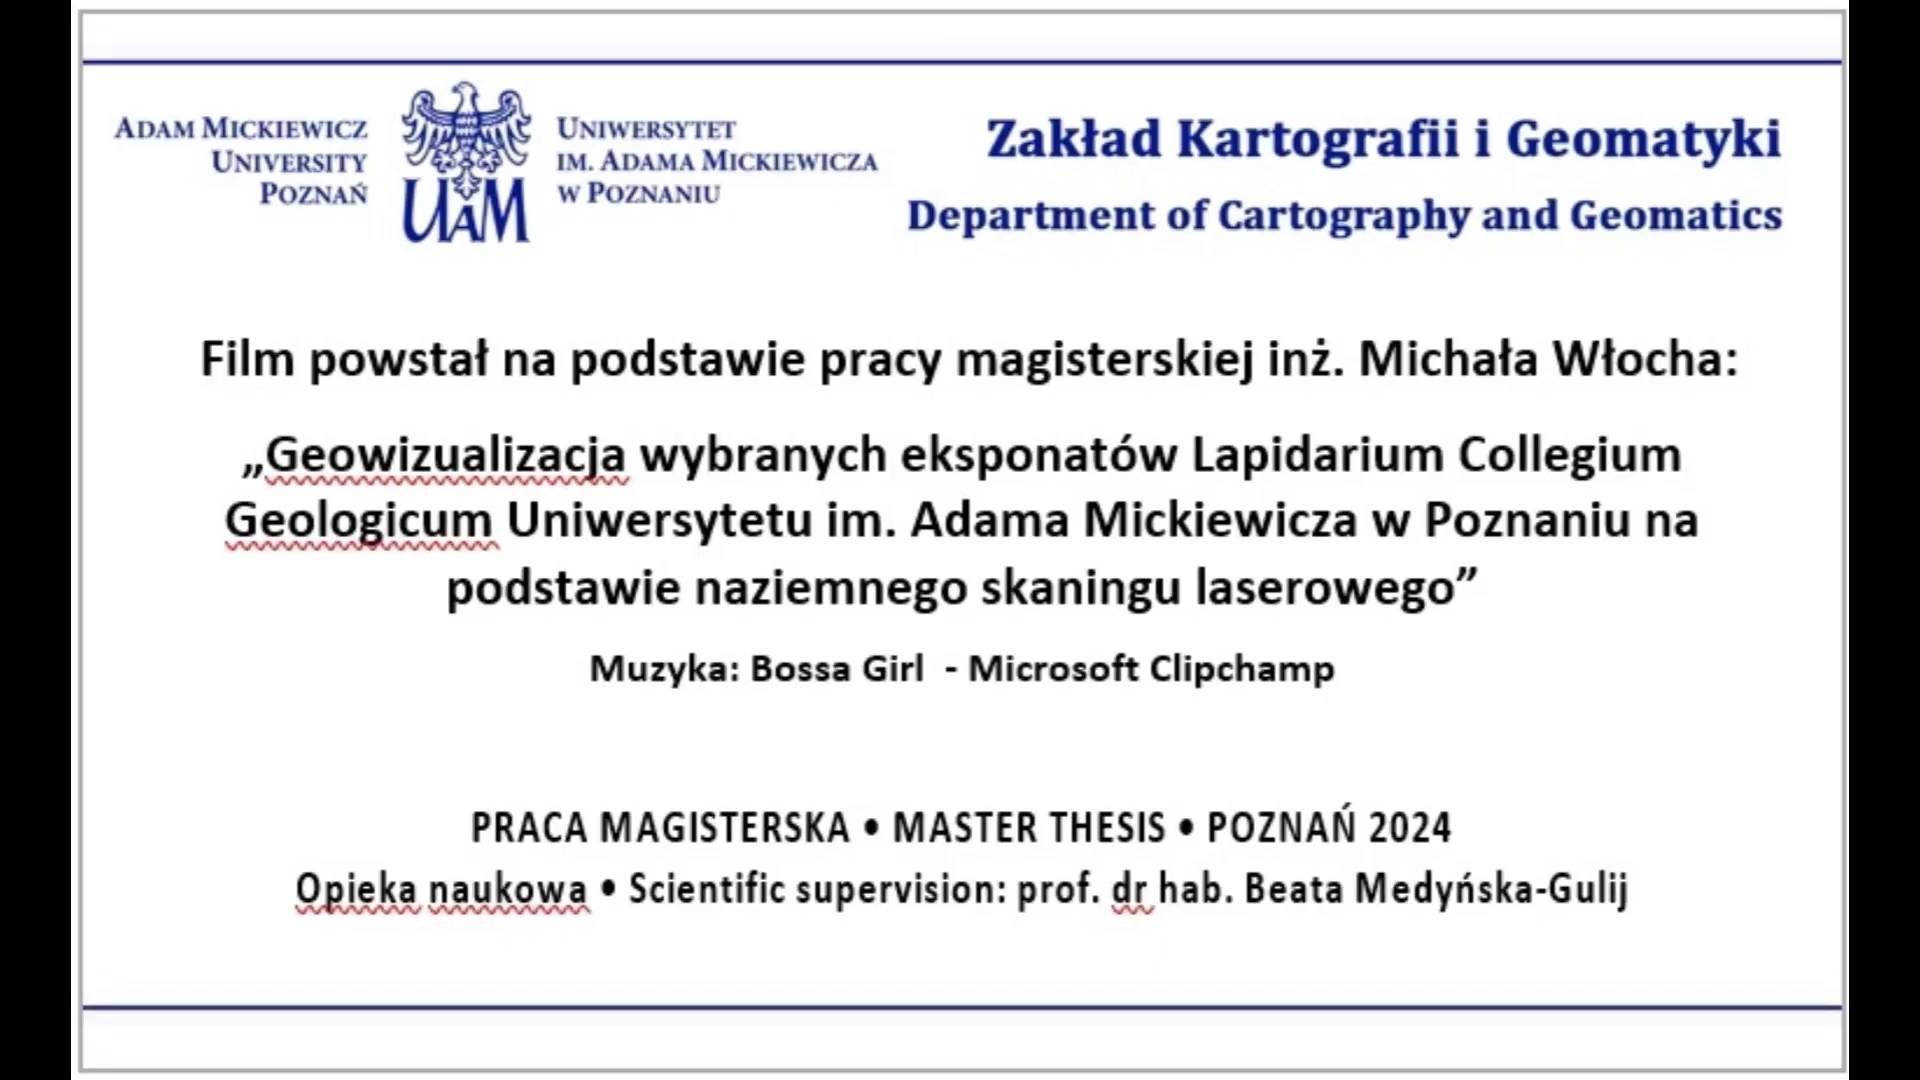 ADAM MICKIEWICZ
UNIVERSITY
POZNAŃ
UAM
UNIWERSYTET
IM. ADAMA MICKIEWICZA
W POZNANIU
Zakład Kartografii i Geomatyki
Department of Cartography and Geomatics
Film powstał na podstawie pracy magisterskiej inż. Michała Włocha:
„Geowizualizacja wybranych eksponatów Lapidarium Collegium
Geologicum Uniwersytetu im. Adama Mickiewicza w Poznaniu na
podstawie naziemnego skaningu laserowego”
Muzyka: Bossa Girl - Microsoft Clipchamp
PRACA MAGISTERSKA • MASTER THESIS • POZNAŃ 2024
Opieka naukowa • Scientific supervision: prof. dr hab. Beata Medyńska-Gulij